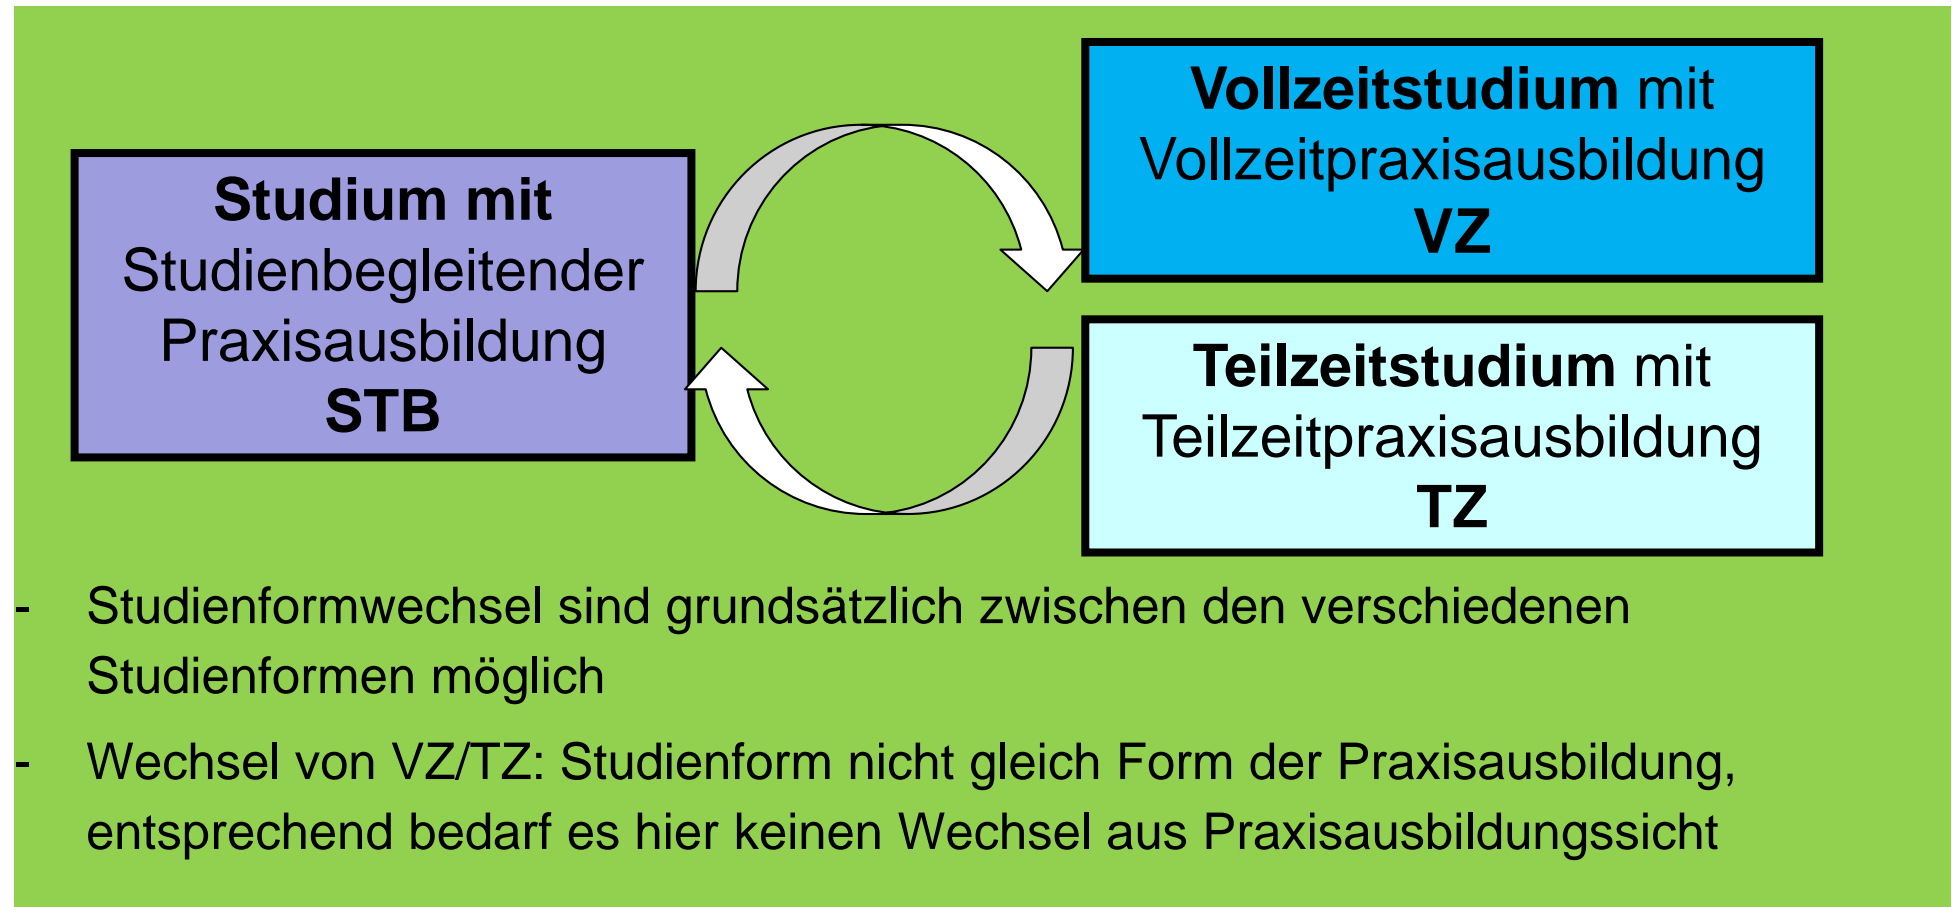 Studium mit
Studienbegleitender
Praxisausbildung
STB
Vollzeitstudium mit
Vollzeitpraxisausbildung
VZ
Teilzeitstudium mit
Teilzeitpraxisausbildung
TZ
- Studienformwechsel sind grundsätzlich zwischen den verschiedenen
Studienformen möglich
- Wechsel von VZ/TZ: Studienform nicht gleich Form der Praxisausbildung,
entsprechend bedarf es hier keinen Wechsel aus Praxisausbildungssicht